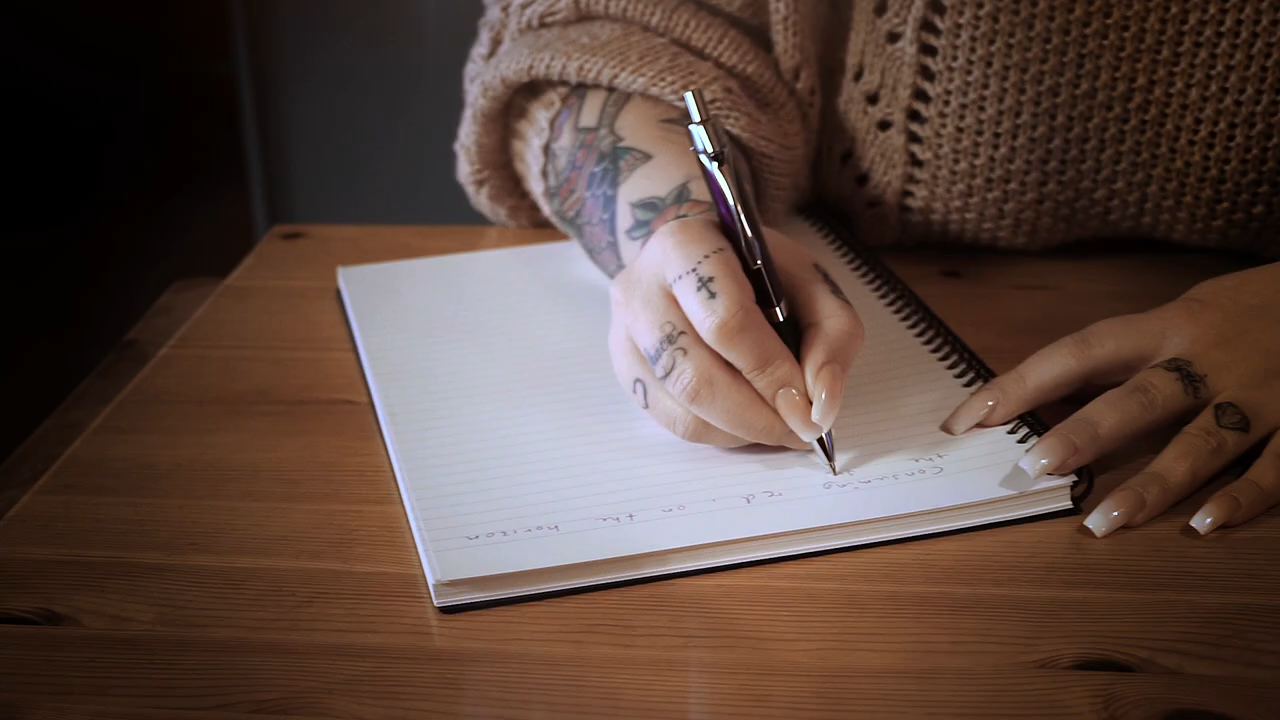 Consuming red, on the horizon
the